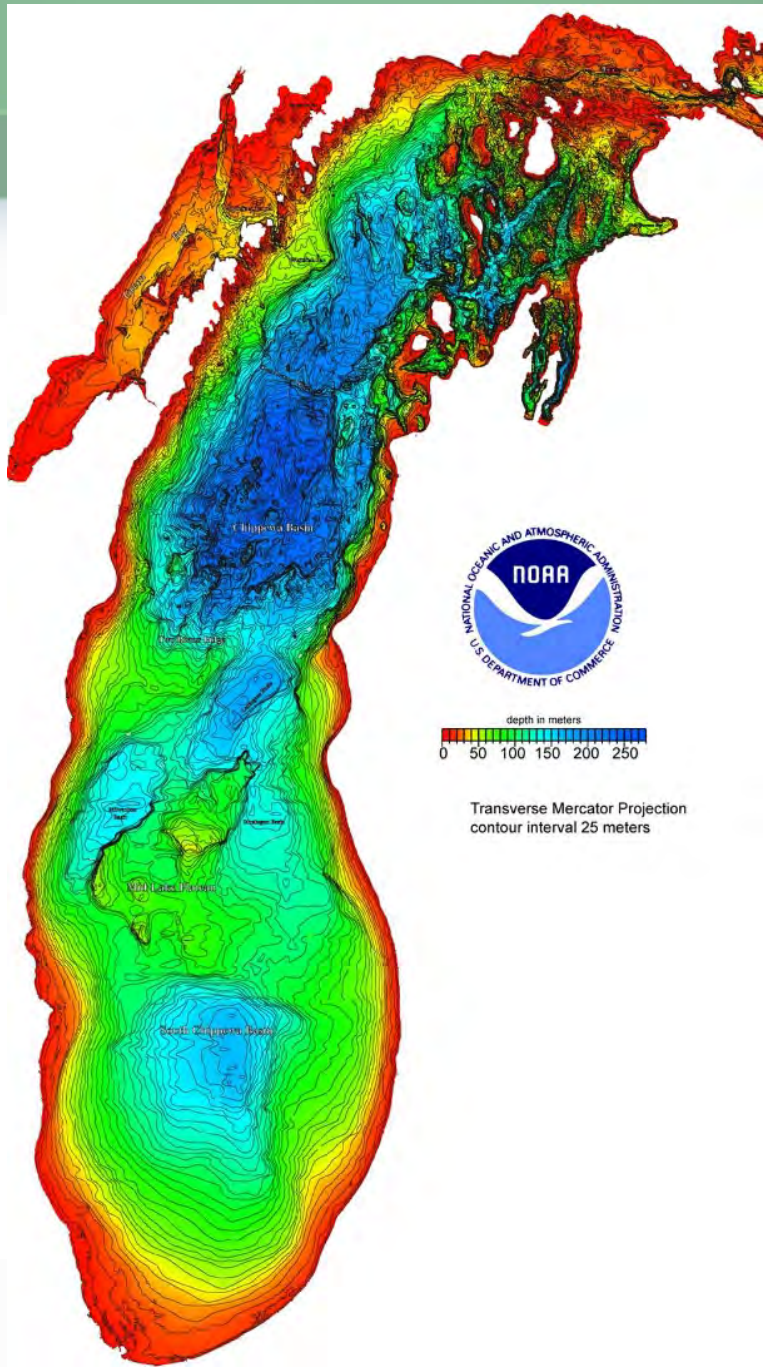 Chippewa Basin
Mid Lake Plateau
South Chippewa Basin
NATIONAL OCEANIC AND ATMOSPHERIC ADMINISTRATION
NOAA
U.S. DEPARTMENT OF COMMERCE
depth in meters
0 50 100 150 200 250
Transverse Mercator Projection
contour interval 25 meters